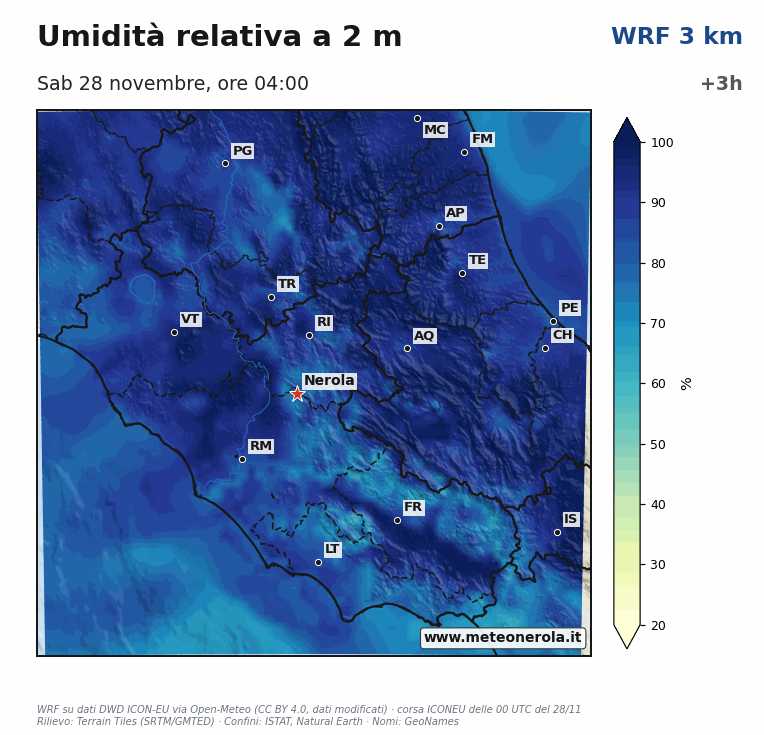 Umidità relativa a 2 m
WRF 3 km
Sab 28 novembre, ore 04:00
+3h
MC
FM
PG
AP
TE
TR
PE
VT
RI
AQ
CH
Nerola
RM
FR
IS
LT
www.meteonerola.it
100
90
80
70
60
50
40
30
20
%
WRF su dati DWD ICON-EU via Open-Meteo (CC BY 4.0, dati modificati) · corsa ICONEU delle 00 UTC del 28/11
Rilievo: Terrain Tiles (SRTM/GMTED) · Confini: ISTAT, Natural Earth · Nomi: GeoNames